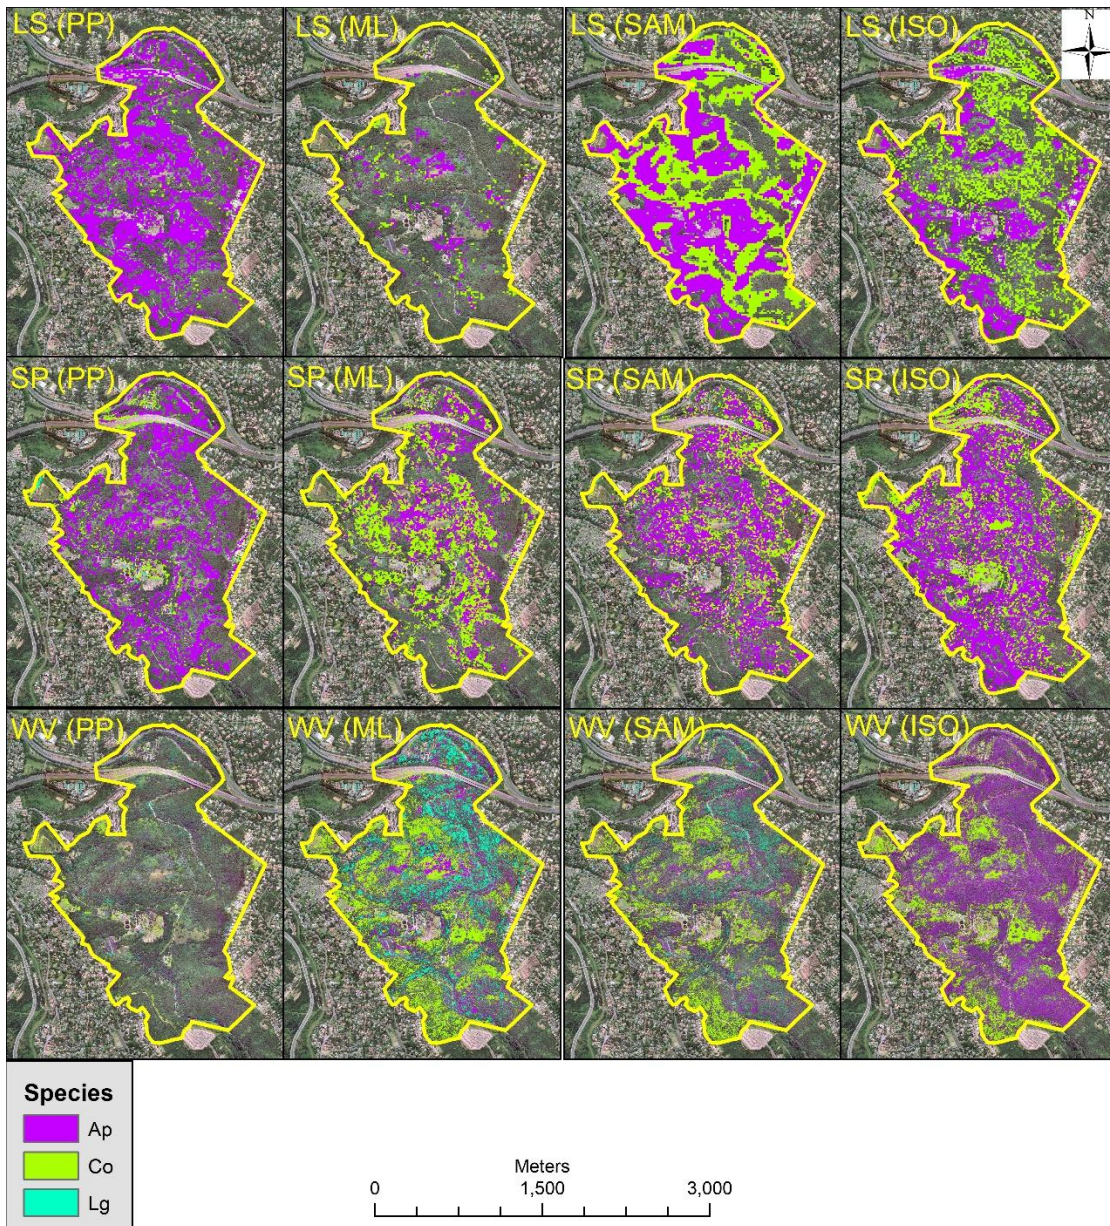 LS (PP)
LS (ML)
LS (SAM)
LS (ISO)
N
SP (PP)
SP (ML)
SP (SAM)
SP (ISO)
WV (PP)
WV (ML)
WV (SAM)
WV (ISO)
Species
Ap
Co
Lg
Meters
0 1,500 3,000